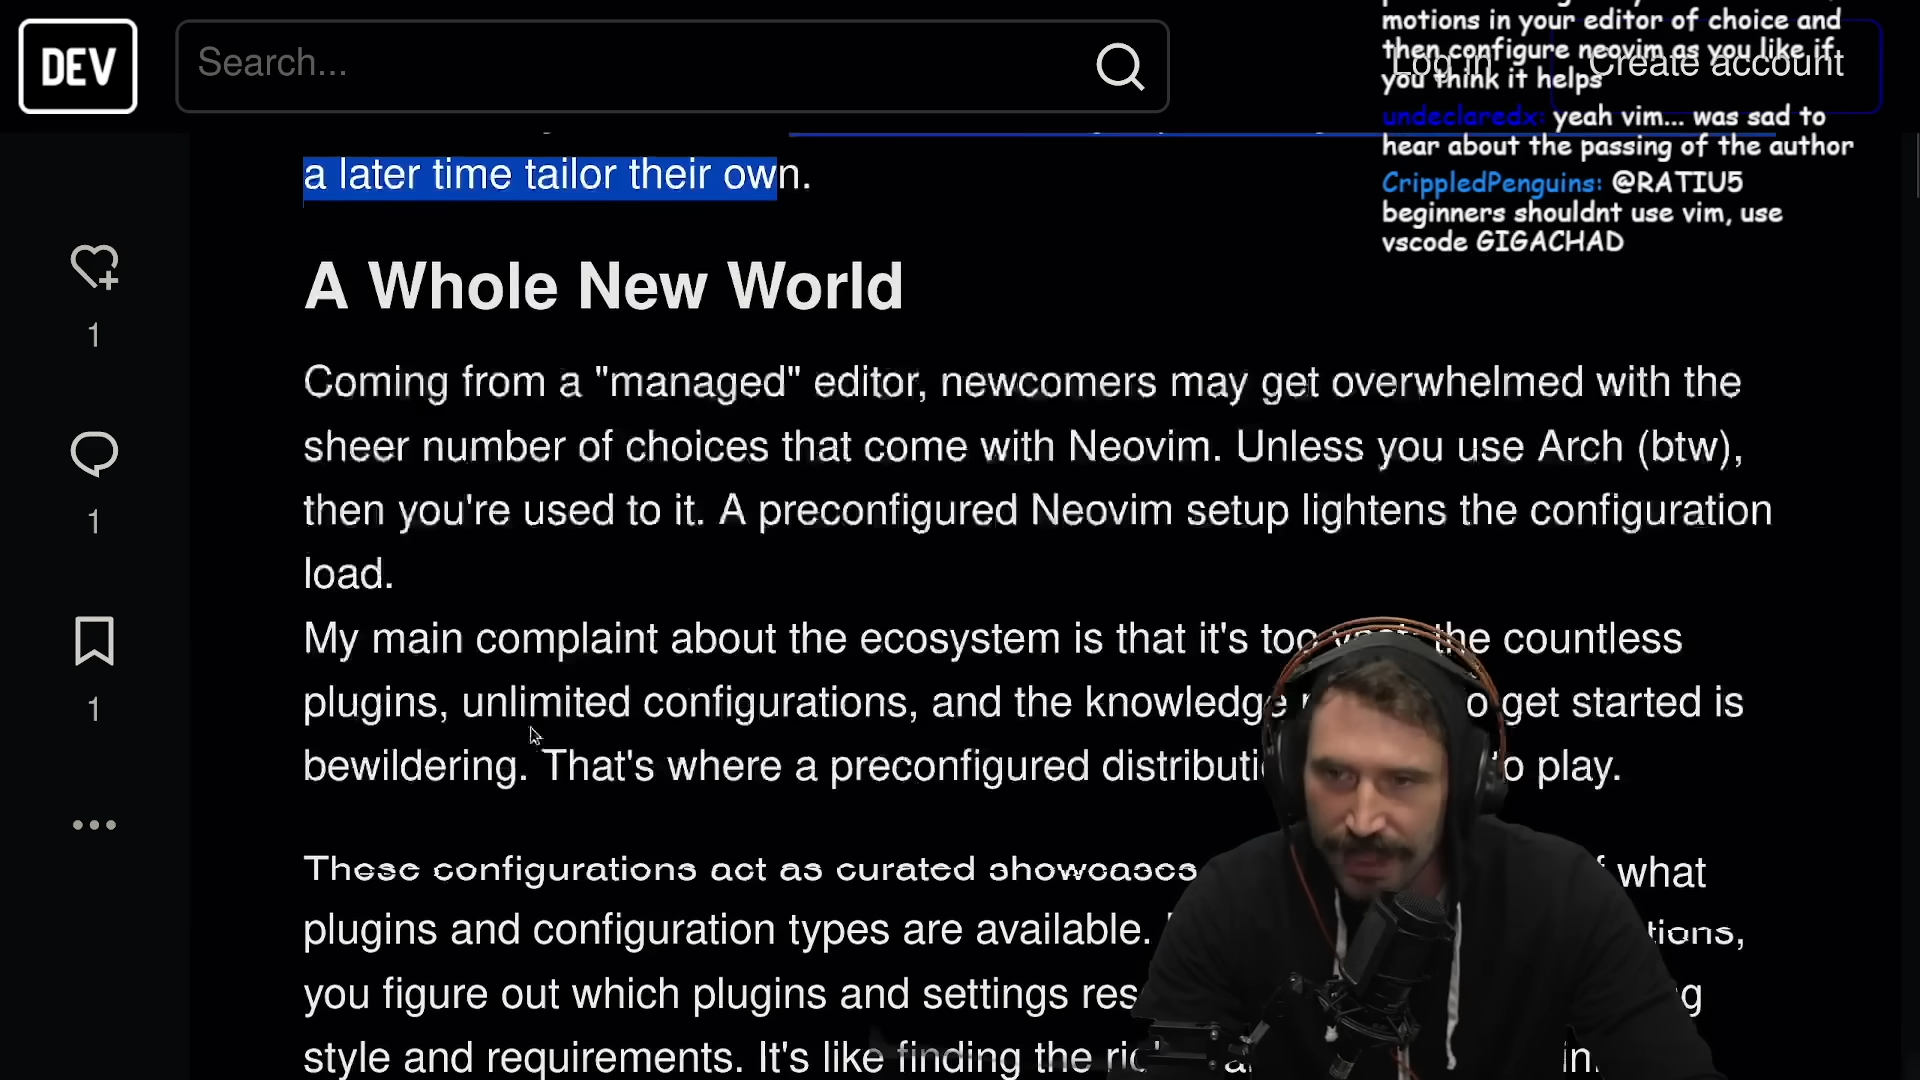 DEV
Search...
Log in
Create account
motions in your editor of choice and
then configure neovim as you like if
you think it helps
undeclaredx: yeah vim... was sad to
hear about the passing of the author
CrippledPenguins: @RATIU5
beginners shouldnt use vim, use
vscode GIGACHAD
a later time tailor their own.
A Whole New World
Coming from a "managed" editor, newcomers may get overwhelmed with the
sheer number of choices that come with Neovim. Unless you use Arch (btw),
then you're used to it. A preconfigured Neovim setup lightens the configuration
load.
My main complaint about the ecosystem is that it's too the countless
plugins, unlimited configurations, and the knowledge get started is
bewildering. That's where a preconfigured play.
These configurations act as curated showcases what
plugins and configuration types are available.
you figure out which plugins and settings
style and requirements. It's like finding the
1
1
1